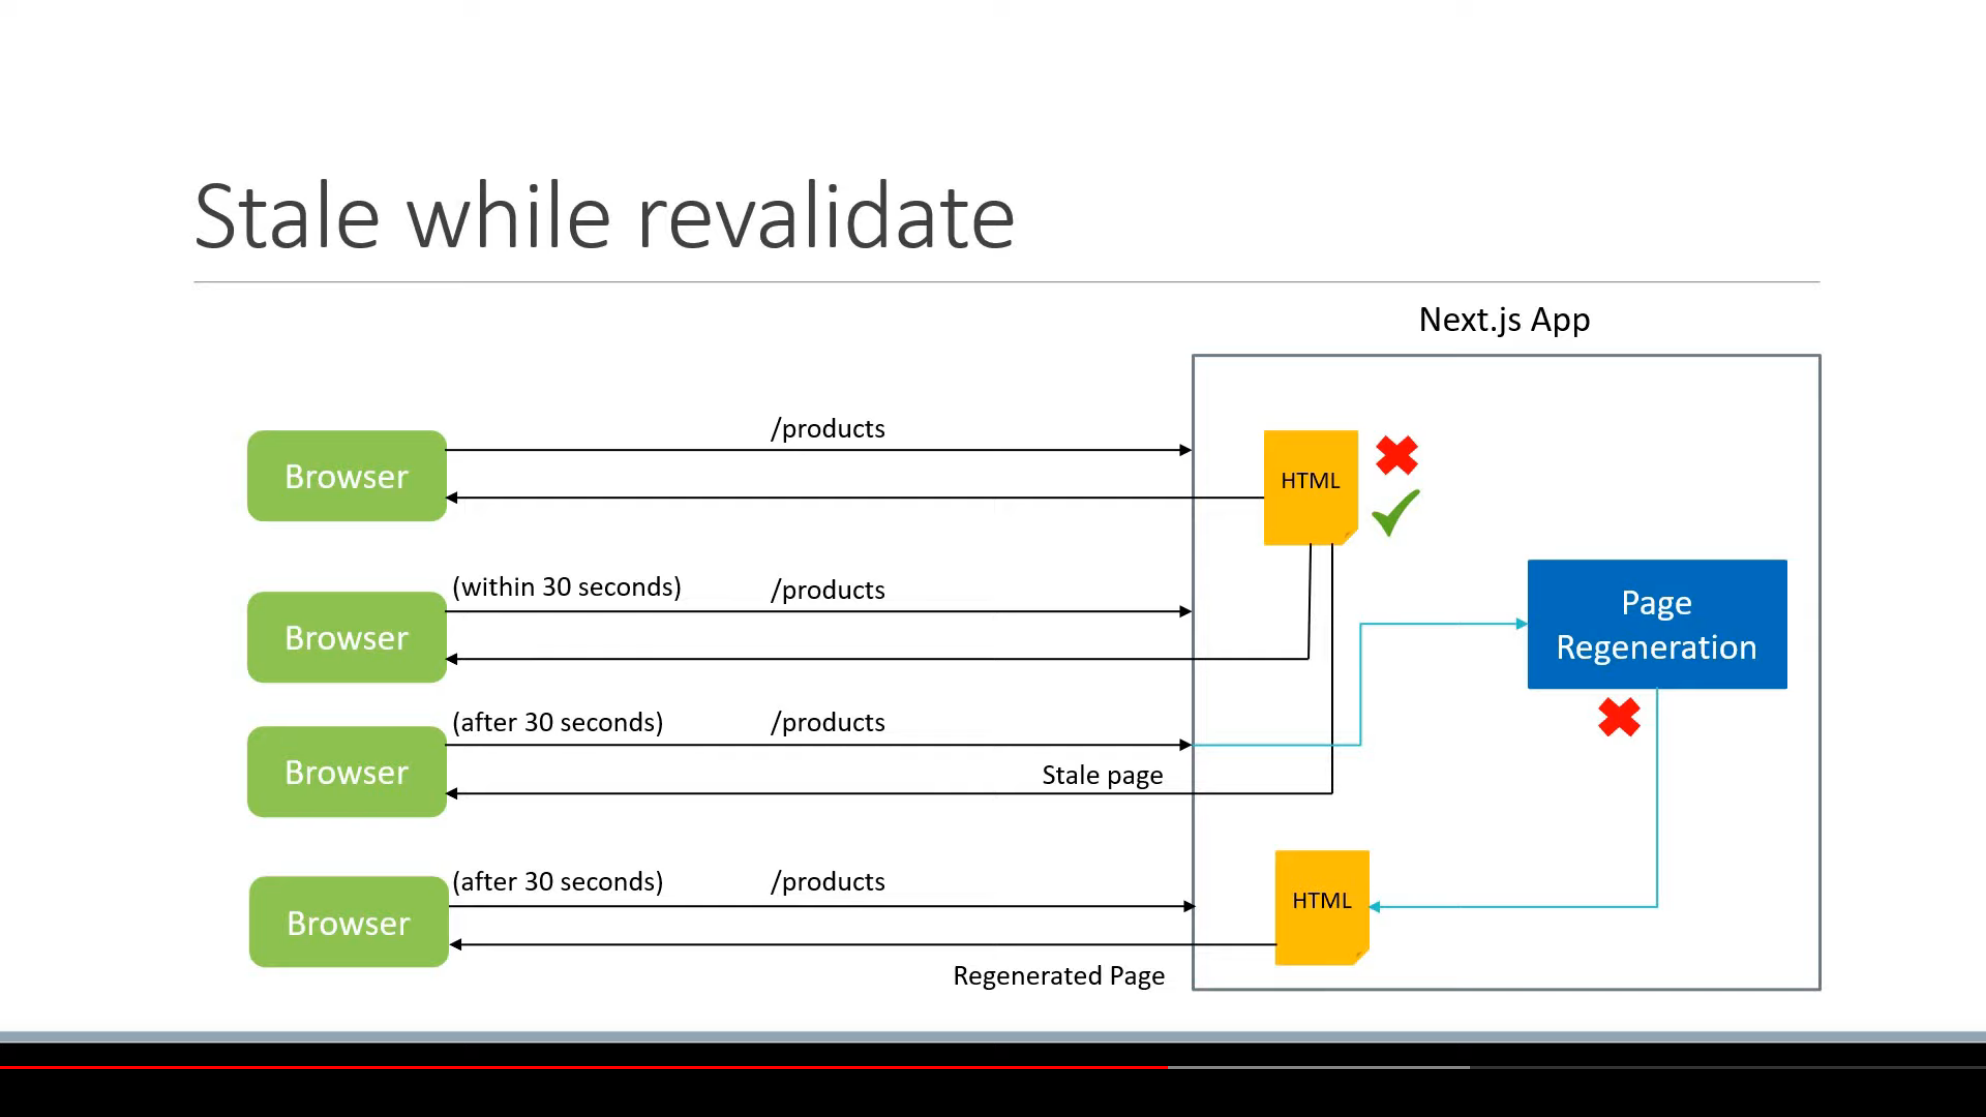 Stale while revalidate
Next.js App
/products
Browser
HTML
(within 30 seconds)
/products
Browser
Page
Regeneration
(after 30 seconds)
/products
Browser
Stale page
(after 30 seconds)
/products
Browser
HTML
Regenerated Page